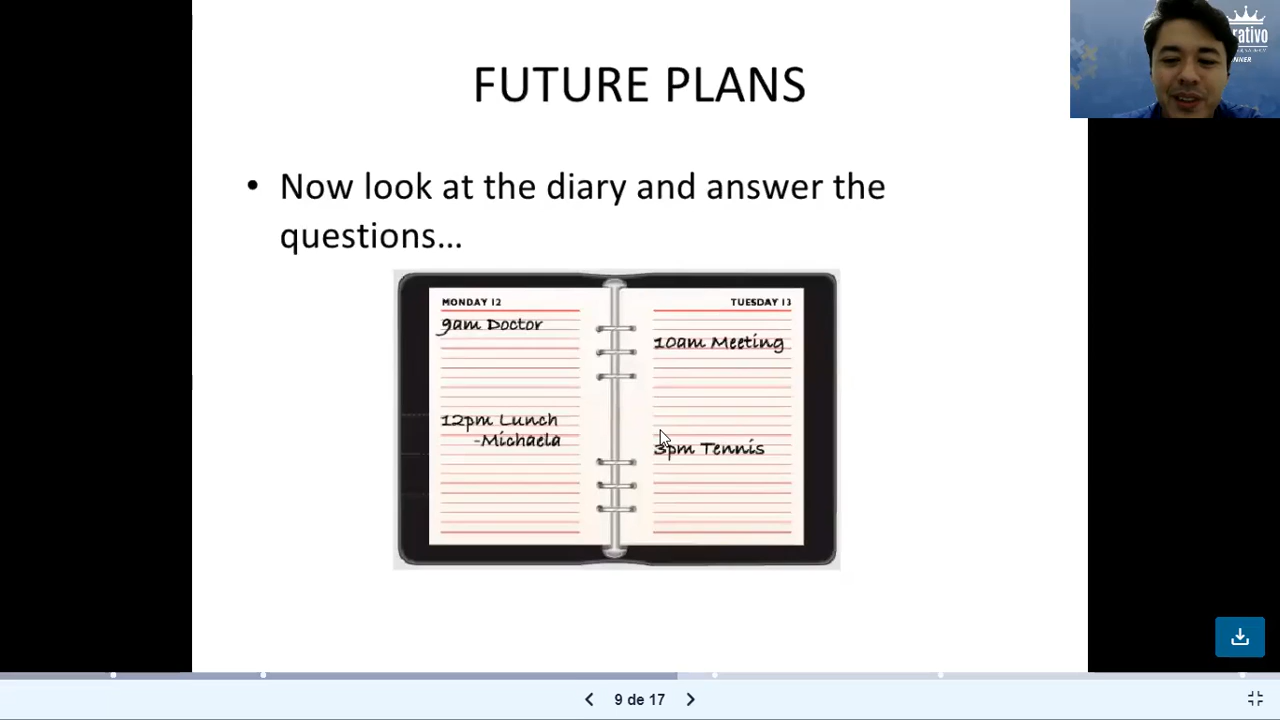 FUTURE PLANS
• Now look at the diary and answer the
questions...
MONDAY 12
9am Doctor
12pm Lunch
-Michaela
TUESDAY 13
10am Meeting
3pm Tennis
9 de 17